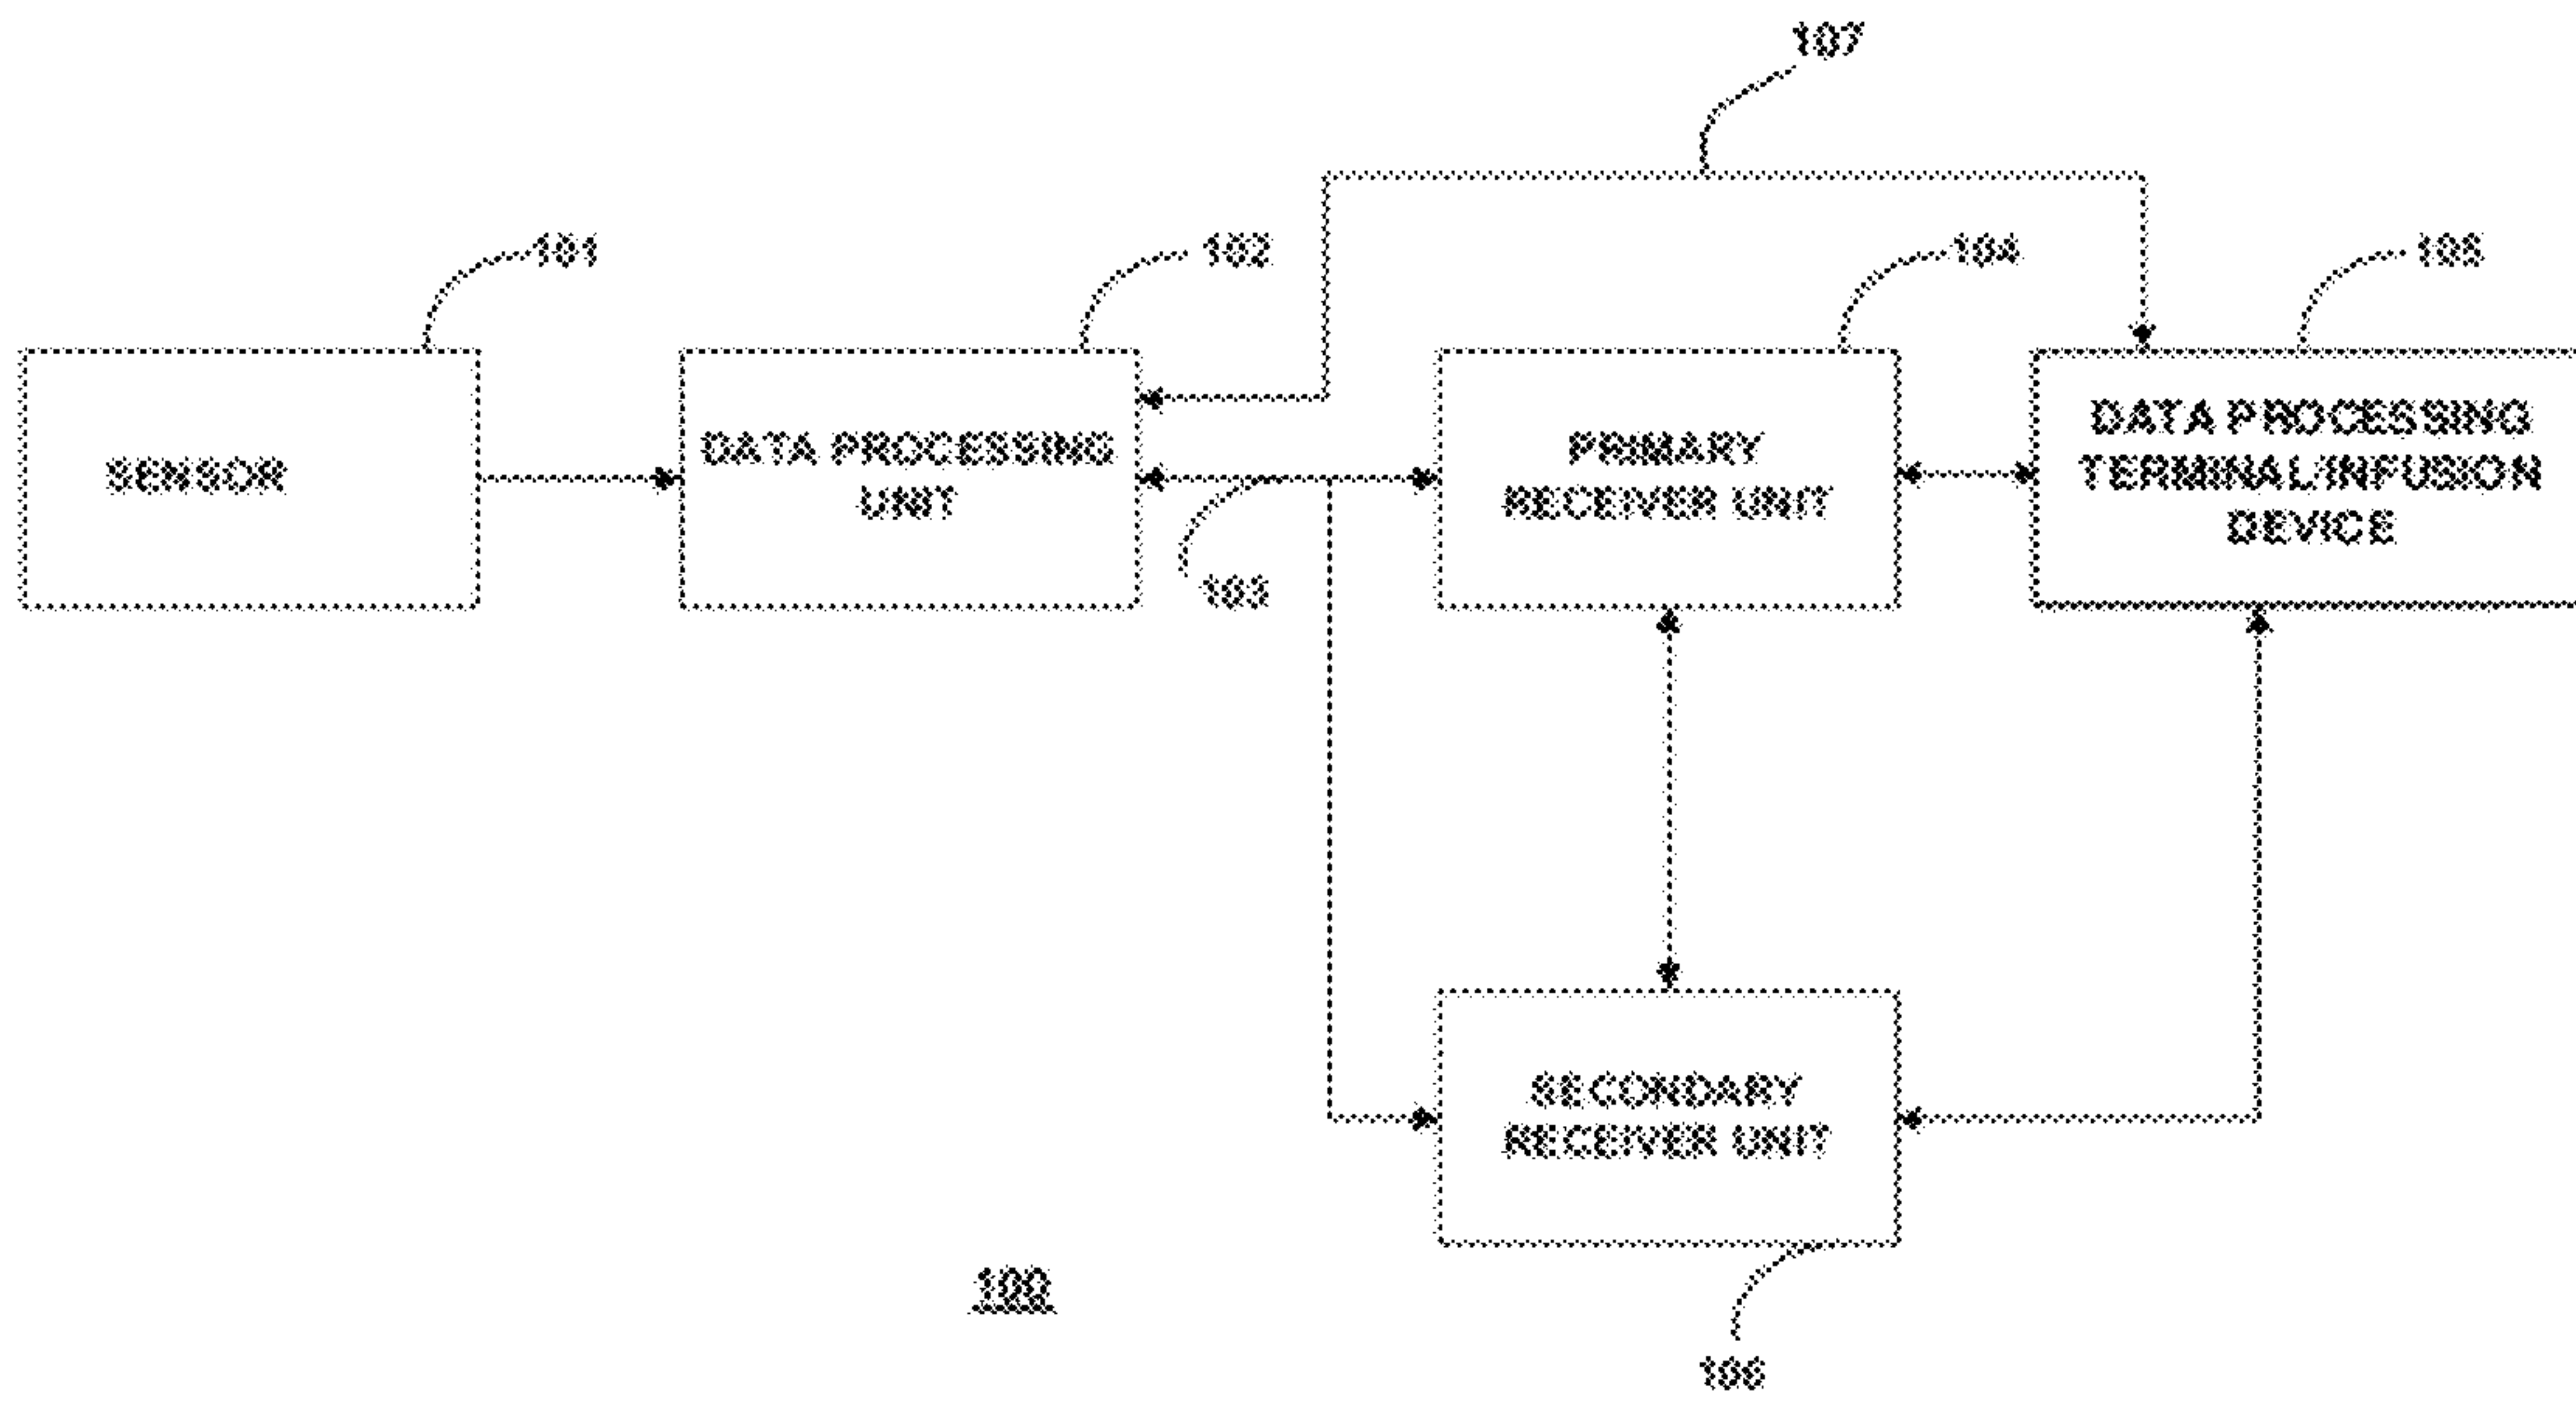 107
101
102
104
105
SENSOR
DATA PROCESSING
UNIT
PRIMARY
RECEIVER UNIT
DATA PROCESSING
TERMINAL/INFUSION
DEVICE
103
SECONDARY
RECEIVER UNIT
100
106